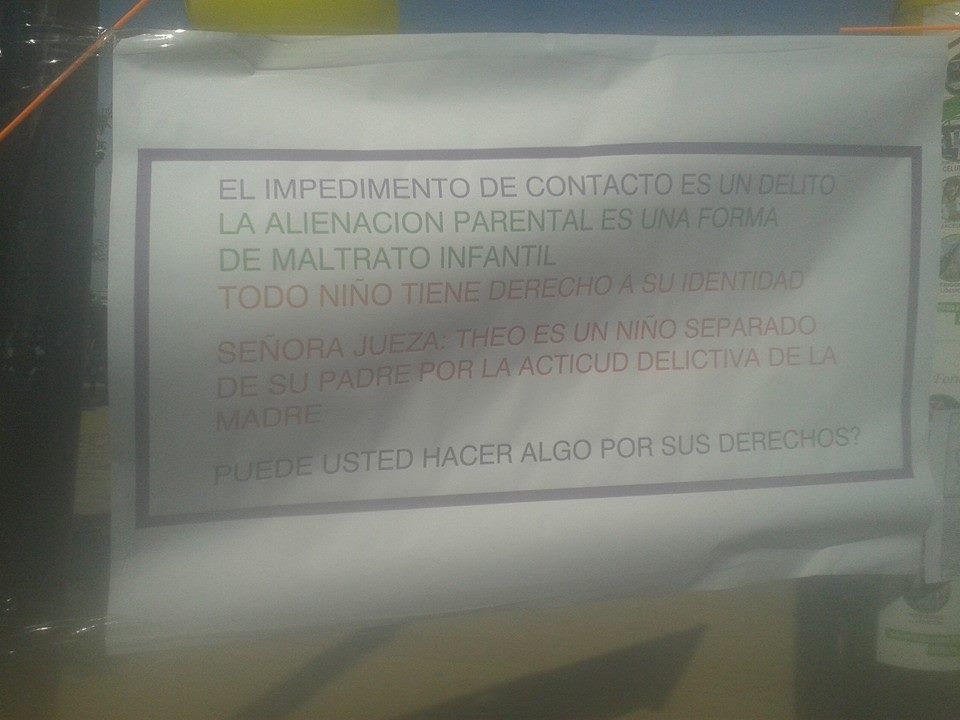 EL IMPEDIMENTO DE CONTACTO ES UN DELITO
LA ALIENACION PARENTAL ES UNA FORMA
DE MALTRATO INFANTIL
TODO NIÑO TIENE DERECHO A SU IDENTIDAD
SEÑORA JUEZA: THEO ES UN NIÑO SEPARADO
DE SU PADRE POR LA ACTICUD DELICTIVA DE LA
MADRE
PUEDE USTED HACER ALGO POR SUS DERECHOS?